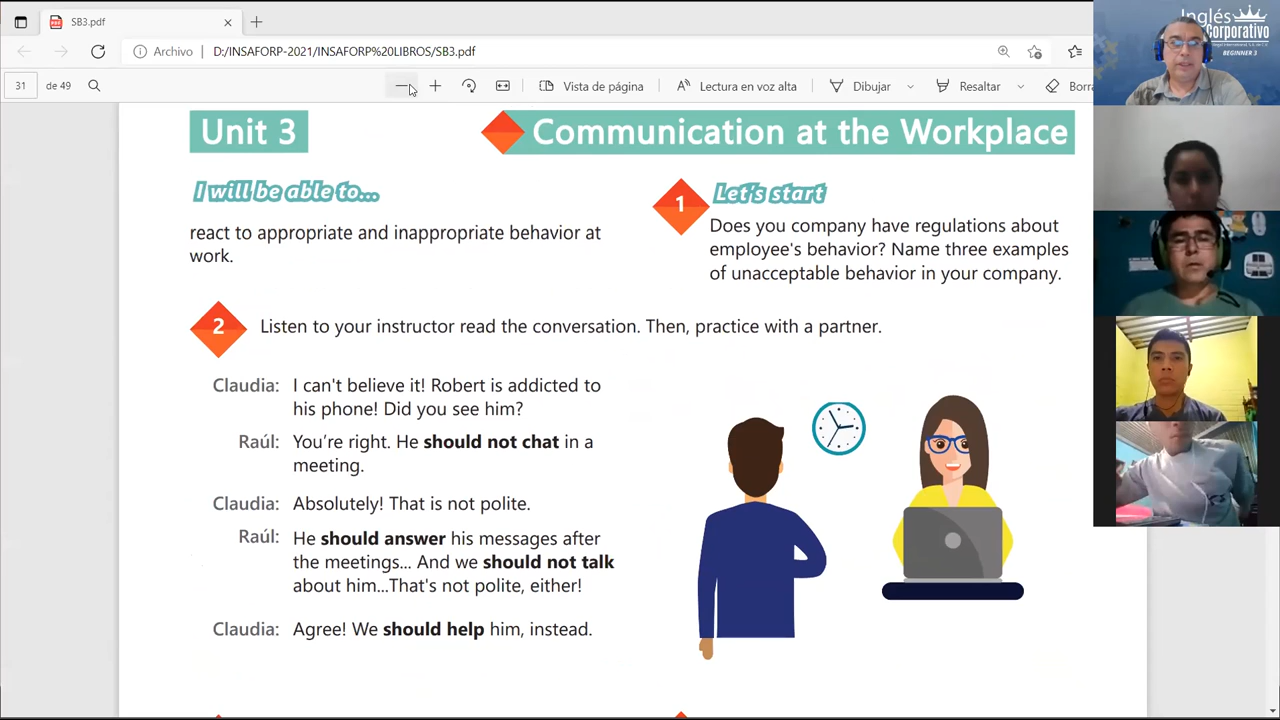 SB3.pdf
Archivo
D:/INSAFORP-2021/INSAFORP%20LIBROS/SB3.pdf
31
de 49
Vista de página
Lectura en voz alta
Dibujar
Resaltar
Borra
Inglés
Corporativo
BEGINNER 3
Unit 3
Communication at the Workplace
I will be able to...
react to appropriate and inappropriate behavior at
work.
1
Let's start
Does you company have regulations about
employee's behavior? Name three examples
of unacceptable behavior in your company.
2
Listen to your instructor read the conversation. Then, practice with a partner.
Claudia: I can't believe it! Robert is addicted to
his phone! Did you see him?
Raúl: You're right. He should not chat in a
meeting.
Claudia: Absolutely! That is not polite.
Raúl: He should answer his messages after
the meetings... And we should not talk
about him...That's not polite, either!
Claudia: Agree! We should help him, instead.